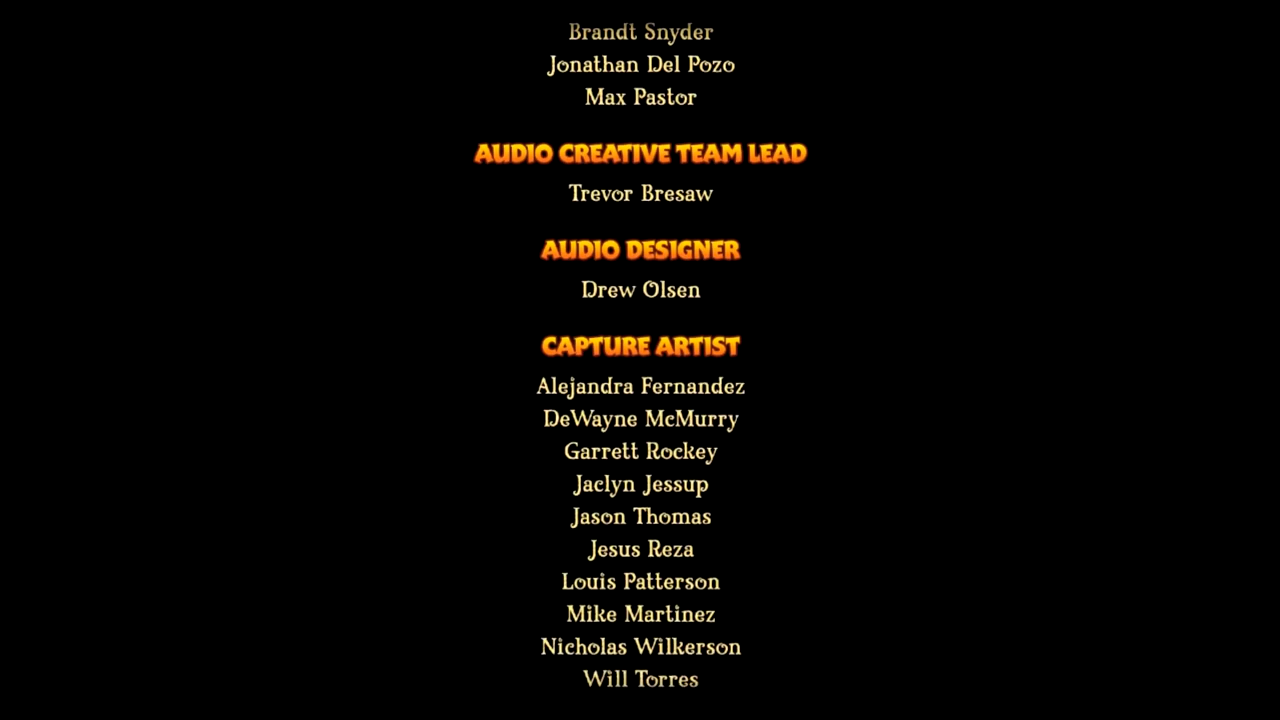 Brandt Snyder
Jonathan Del Pozo
Max Pastor
AUDIO CREATIVE TEAM LEAD
Trevor Bresaw
AUDIO DESIGNER
Drew Olsen
CAPTURE ARTIST
Alejandra Fernandez
DeWayne McMurry
Garrett Rockey
Jaclyn Jessup
Jason Thomas
Jesus Reza
Louis Patterson
Mike Martinez
Nicholas Wilkerson
Will Torres